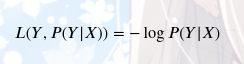 L(Y, P(Y|X)) = − log P(Y|X)